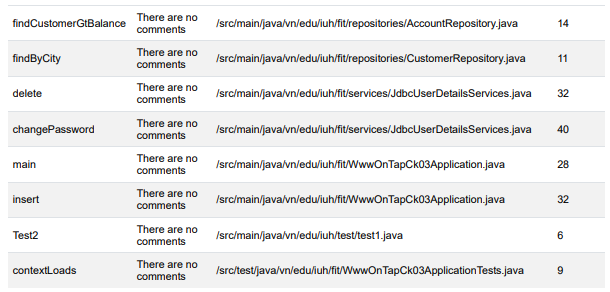 findCustomerGtBalance There are no comments /src/main/java/vn/edu/iuh/fit/repositories/AccountRepository.java 14
findByCity There are no comments /src/main/java/vn/edu/iuh/fit/repositories/CustomerRepository.java 11
delete There are no comments /src/main/java/vn/edu/iuh/fit/services/JdbcUserDetailsServices.java 32
changePassword There are no comments /src/main/java/vn/edu/iuh/fit/services/JdbcUserDetailsServices.java 40
main There are no comments /src/main/java/vn/edu/iuh/fit/WwwOnTapCk03Application.java 28
insert There are no comments /src/main/java/vn/edu/iuh/fit/WwwOnTapCk03Application.java 32
Test2 There are no comments /src/main/java/vn/edu/iuh/test/test1.java 6
contextLoads There are no comments /src/test/java/vn/edu/iuh/fit/WwwOnTapCk03ApplicationTests.java 9